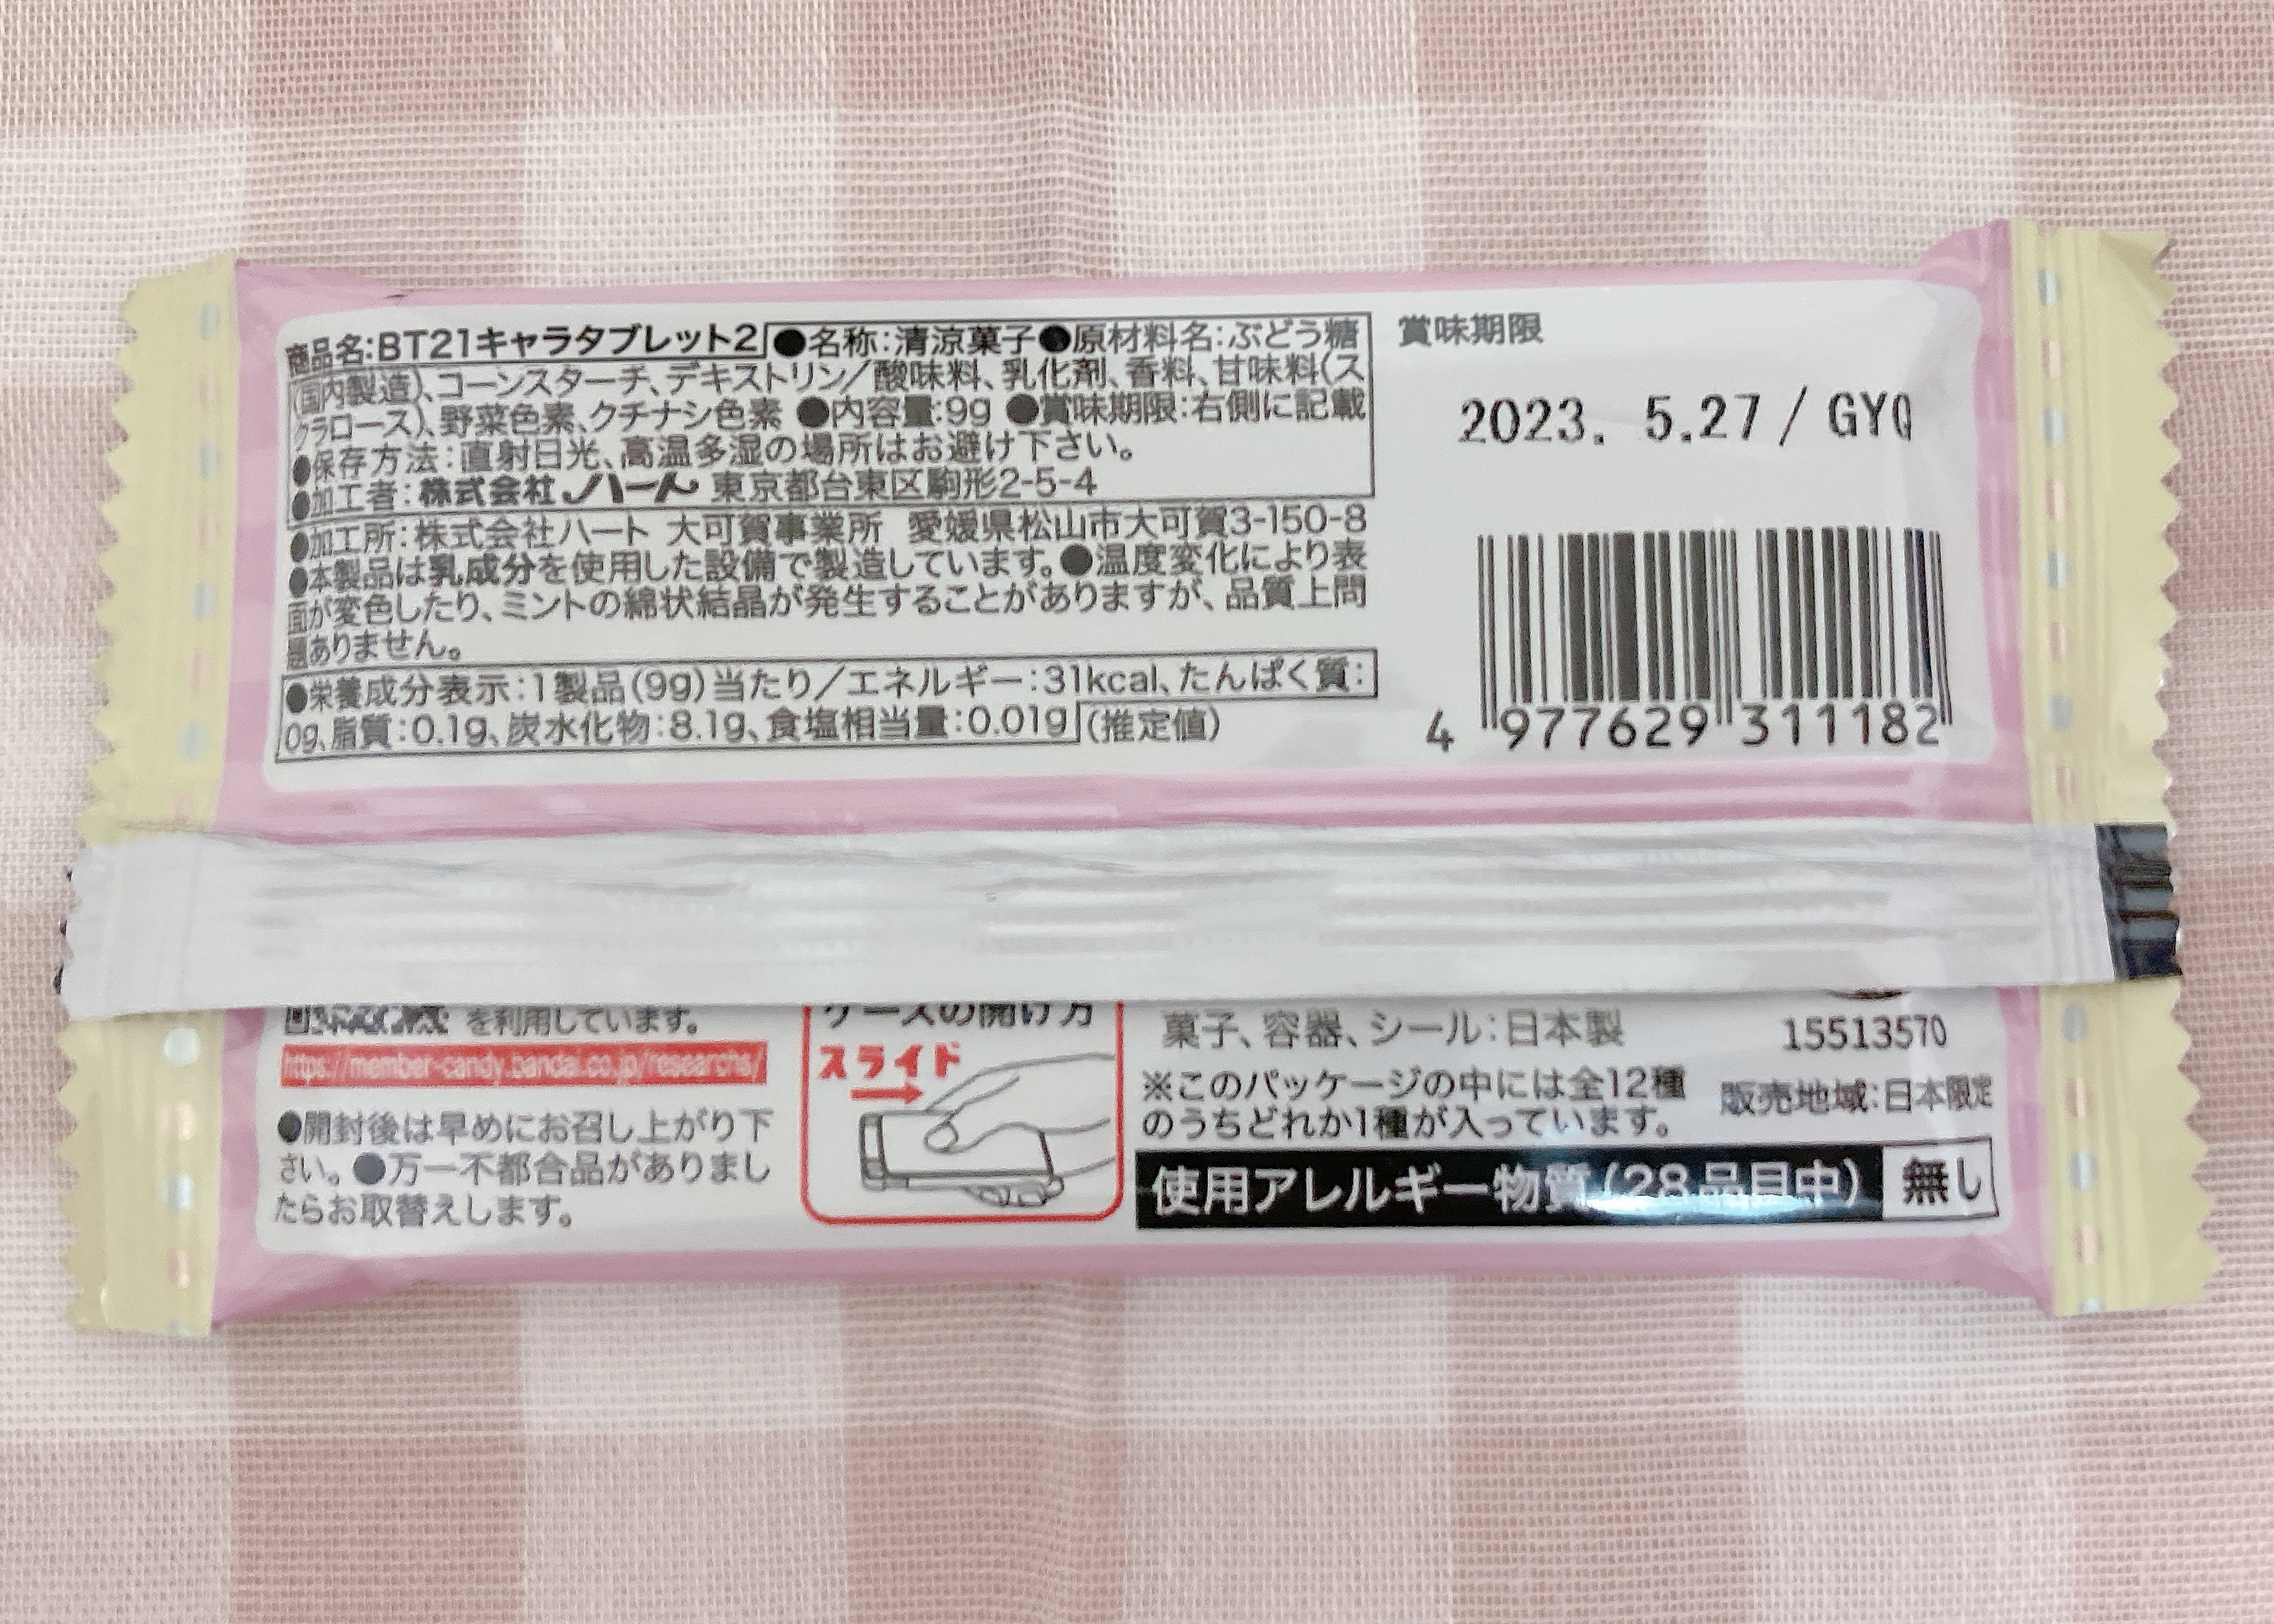 商品名:BT21キャラタブレット2 ●名称:清涼菓子●原材料名:ぶどう糖
(国内製造)、コーンスターチ、デキストリン/酸味料、乳化剤、香料、甘味料(ス
クラロース)、野菜色素、クチナシ色素 ●内容量:9g ●賞味期限:右側に記載
●保存方法:直射日光、高温多湿の場所はお避け下さい。
●加工者:株式会社ハート 東京都台東区駒形2-5-4
●加工所:株式会社ハート 大可賀事業所 愛媛県松山市大可賀3-150-8
●本製品は乳成分を使用した設備で製造しています。●温度変化により表
面が変色したり、ミントの綿状結晶が発生することがありますが、品質上問
題ありません。
●栄養成分表示:1製品(9g)当たり/エネルギー:31kcal、たんぱく質:
0g、脂質:0.1g、炭水化物:8.1g、食塩相当量:0.01g (推定値)
賞味期限
2023. 5.27 / GYQ
4 977629 311182
を利用しています。
https://member-candy.bandai.co.jp/researchs/
●開封後は早めにお召し上がり下
さい。●万一不都合品がありまし
たらお取替えします。
ケースの開け方
スライド
菓子、容器、シール:日本製
※このパッケージの中には全12種
のうちどれか1種が入っています。
15513570
販売地域:日本限定
使用アレルギー物質(28品目中) 無し